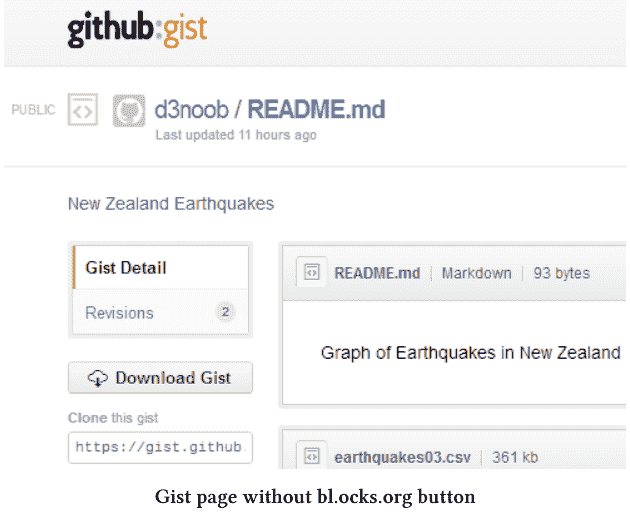 github:gist
PUBLIC d3noob / README.md
Last updated 11 hours ago
New Zealand Earthquakes
Gist Detail
Revisions 2
Download Gist
Clone this gist
https://gist.github.
README.md | Markdown | 93 bytes
Graph of Earthquakes in New Zealand
earthquakes03.csv | 361 kb
Gist page without bl.ocks.org button